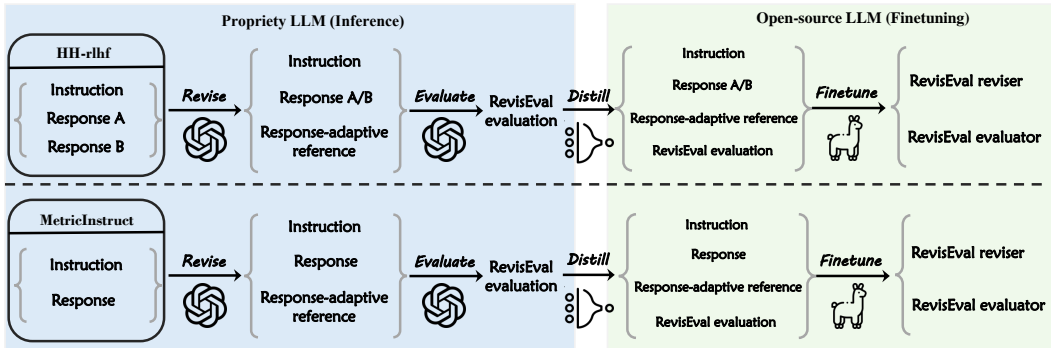 Propriety LLM (Inference)
Open-source LLM (Finetuning)
HH-rlhf
Instruction
Response A
Response B
Revise
Instruction
Response A/B
Response-adaptive
reference
Evaluate
RevisEval
evaluation
Distill
Instruction
Response A/B
Response-adaptive reference
RevisEval evaluation
Finetune
RevisEval reviser
RevisEval evaluator
MetricInstruct
Instruction
Response
Revise
Instruction
Response
Response-adaptive
reference
Evaluate
RevisEval
evaluation
Distill
Instruction
Response
Response-adaptive reference
RevisEval evaluation
Finetune
RevisEval reviser
RevisEval evaluator